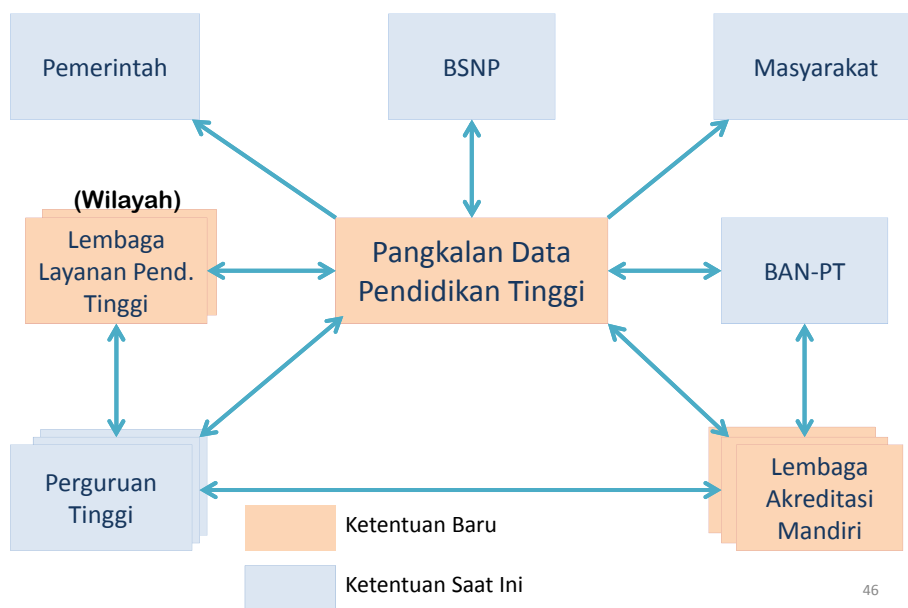 Pemerintah
BSNP
Masyarakat
(Wilayah)
Lembaga
Layanan Pend.
Tinggi
Pangkalan Data
Pendidikan Tinggi
BAN-PT
Perguruan
Tinggi
Lembaga
Akreditasi
Mandiri
Ketentuan Baru
Ketentuan Saat Ini
46